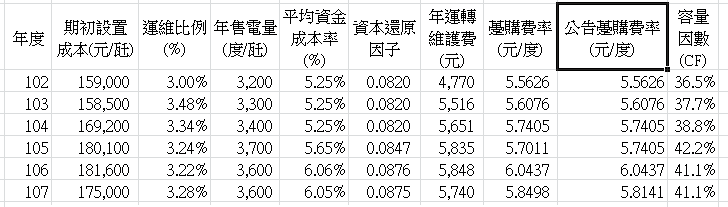 年度 期初設置成本(元/瓩) 運維比例(%) 年售電量(度/瓩) 平均資金成本率(%) 資本還原因子 年運轉維護費(元) 躉購費率(元/度) 公告躉購費率(元/度) 容量因數(CF)
102 159,000 3.00% 3,200 5.25% 0.0820 4,770 5.5626 5.5626 36.5%
103 158,500 3.48% 3,300 5.25% 0.0820 5,516 5.6076 5.6076 37.7%
104 169,200 3.34% 3,400 5.25% 0.0820 5,651 5.7405 5.7405 38.8%
105 180,100 3.24% 3,700 5.65% 0.0847 5,835 5.7011 5.7405 42.2%
106 181,600 3.22% 3,600 6.06% 0.0876 5,848 6.0437 6.0437 41.1%
107 175,000 3.28% 3,600 6.05% 0.0875 5,740 5.8498 5.8141 41.1%